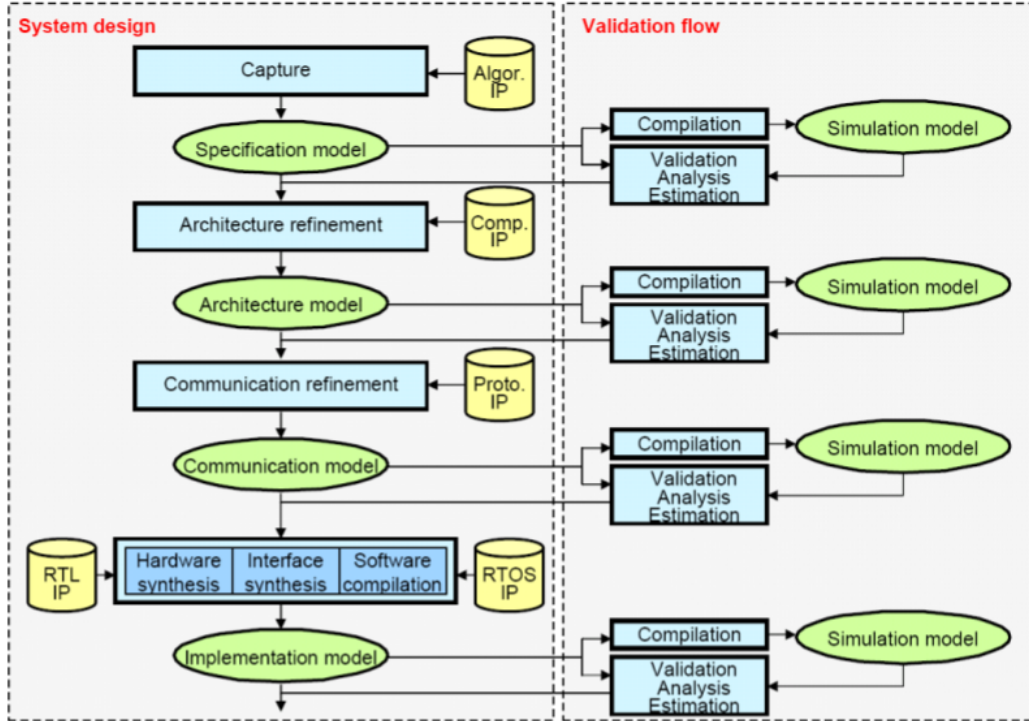 System design
Validation flow
Capture
Algor.
IP
Specification model
Compilation
Simulation model
Validation
Analysis
Estimation
Architecture refinement
Comp.
IP
Architecture model
Compilation
Simulation model
Validation
Analysis
Estimation
Communication refinement
Proto.
IP
Communication model
Compilation
Simulation model
Validation
Analysis
Estimation
RTL
IP
Hardware
synthesis
Interface
synthesis
Software
compilation
RTOS
IP
Implementation model
Compilation
Simulation model
Validation
Analysis
Estimation